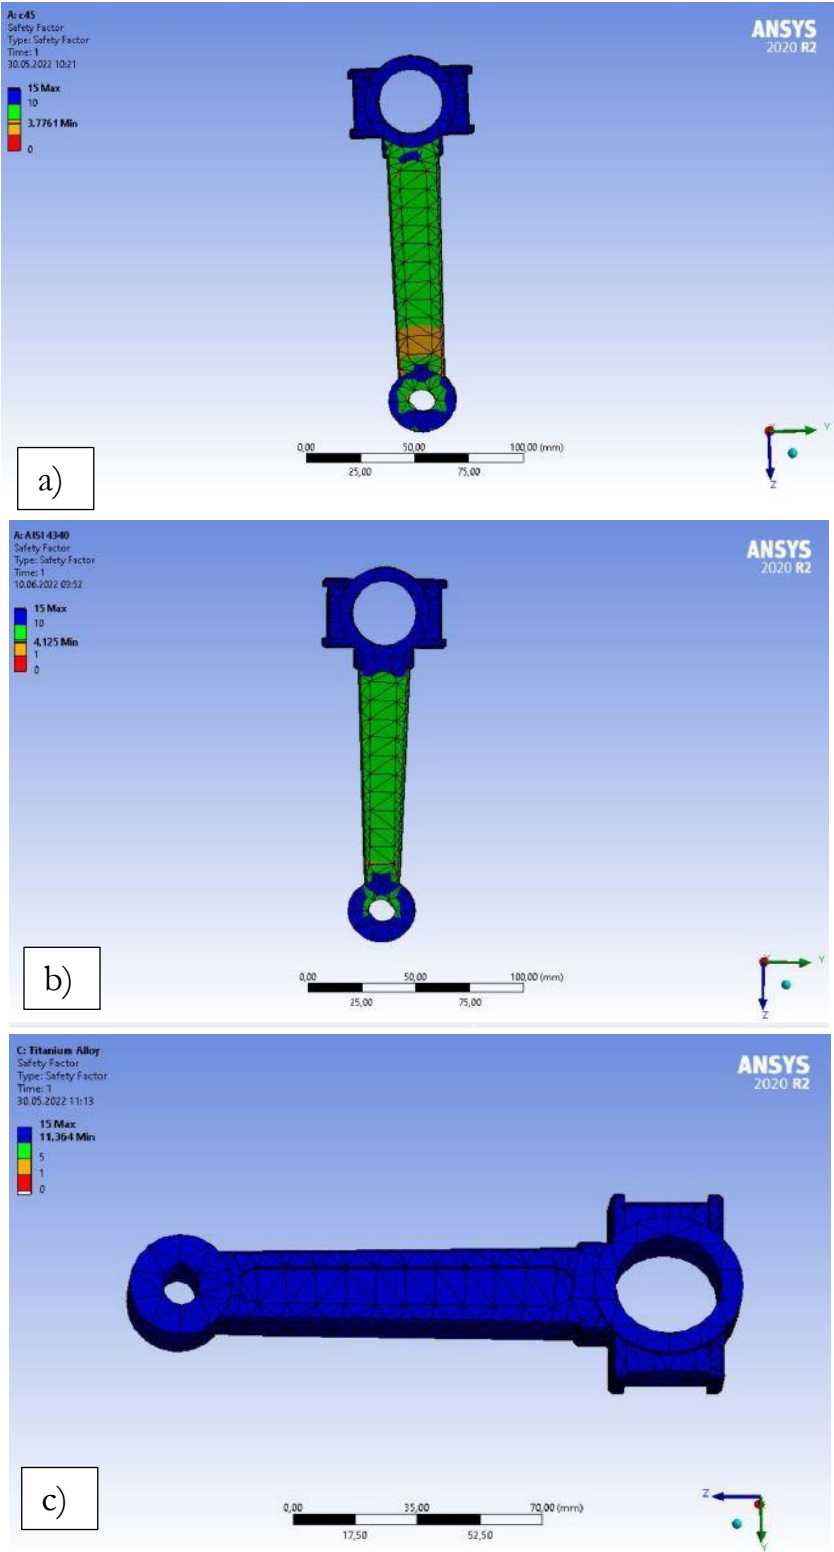 A: c45
Safety Factor
Type: Safety Factor
Time: 1
30.05.2022 10:21
15 Max
10
3,7761 Min
0
ANSYS
2020 R2
0,00 50,00 100,00 (mm)
25,00 75,00
Y
Z
a)
A: AISI 4340
Safety Factor
Type: Safety Factor
Time: 1
10.06.2022 03:52
15 Max
10
4,125 Min
1
0
ANSYS
2020 R2
0,00 50,00 100,00 (mm)
25,00 75,00
Y
Z
b)
C: Titanium Alloy
Safety Factor
Type: Safety Factor
Time: 1
30.05.2022 11:13
15 Max
11,364 Min
5
1
0
ANSYS
2020 R2
0,00 35,00 70,00 (mm)
17,50 52,50
Z
Y
c)